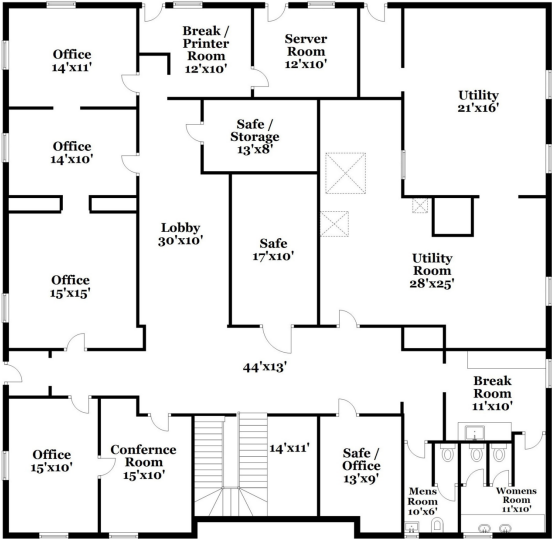 Office
14'x11'
Break /
Printer
Room
12'x10'
Server
Room
12'x10'
Utility
21'x16'
Office
14'x10'
Safe /
Storage
13'x8'
Lobby
30'x10'
Safe
17'x10'
Utility
Room
28'x25'
Office
15'x15'
44'x13'
Break
Room
11'x10'
Office
15'x10'
Confernce
Room
15'x10'
14'x11'
Safe /
Office
13'x9'
Mens
Room
10'x6'
Womens
Room
11'x10'